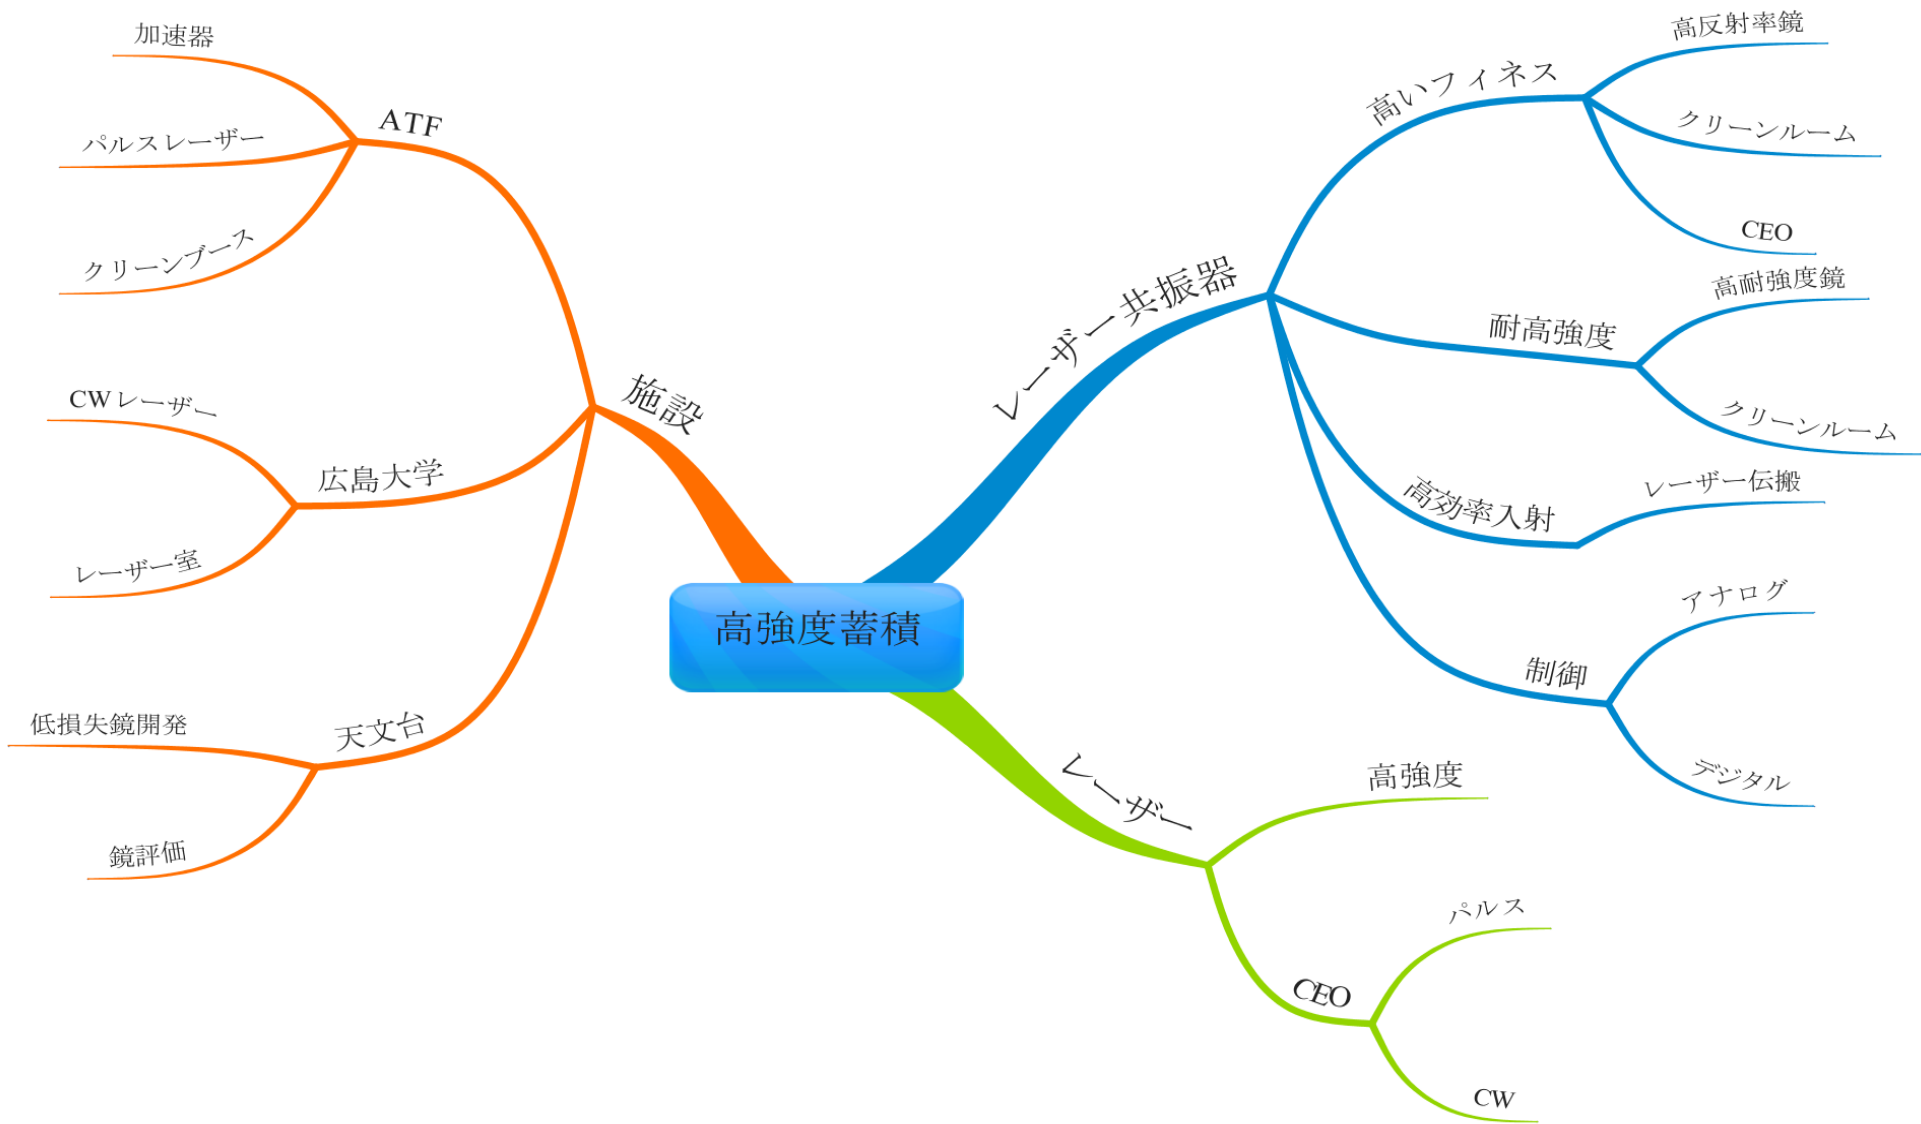 高強度蓄積
レーザー共振器
高いフィネス
高反射率鏡
クリーンルーム
CEO
耐高強度
高耐強度鏡
クリーンルーム
高効率入射
レーザー伝搬
制御
アナログ
デジタル
レーザー
高強度
CEO
パルス
CW
施設
ATF
加速器
パルスレーザー
クリーンブース
広島大学
CWレーザー
レーザー室
天文台
低損失鏡開発
鏡評価